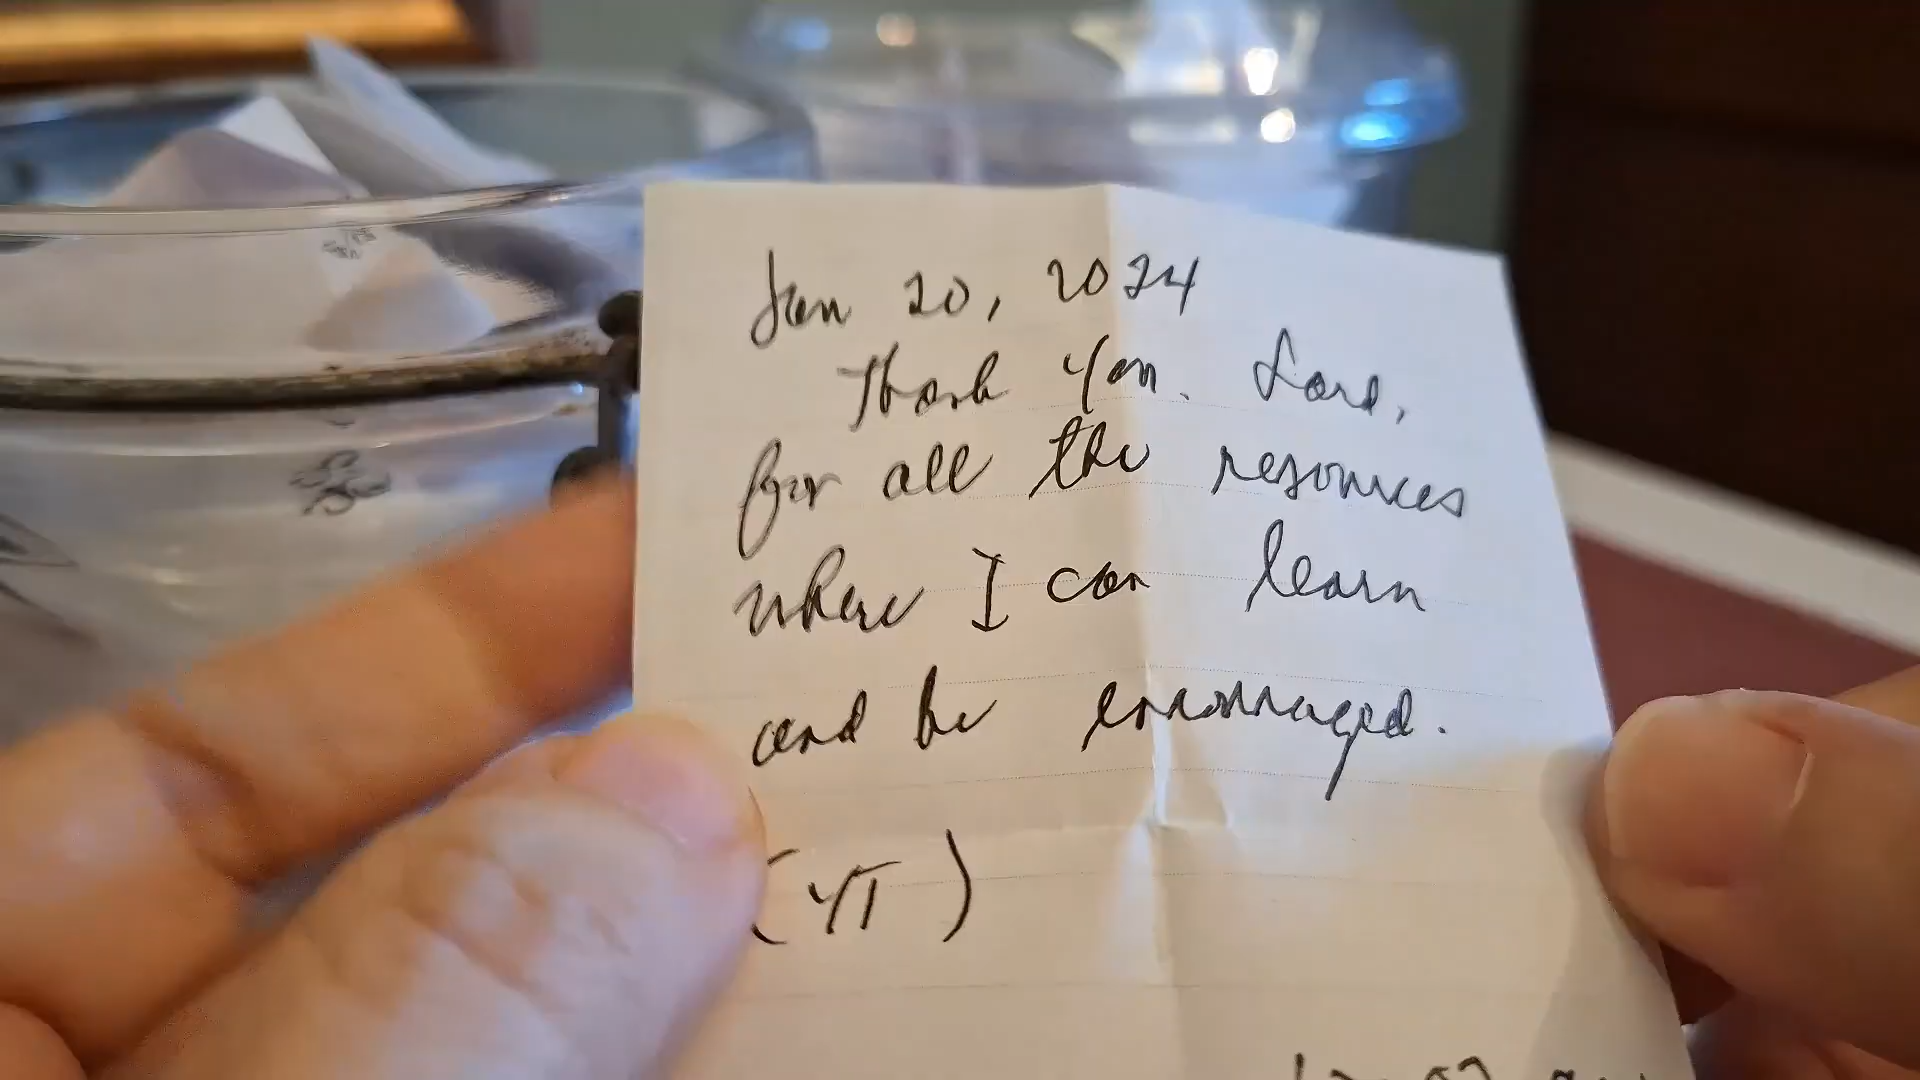 Jan 20, 2024
Thank You. Lord,
for all the resources
where I can learn
and be encouraged.
(YT)